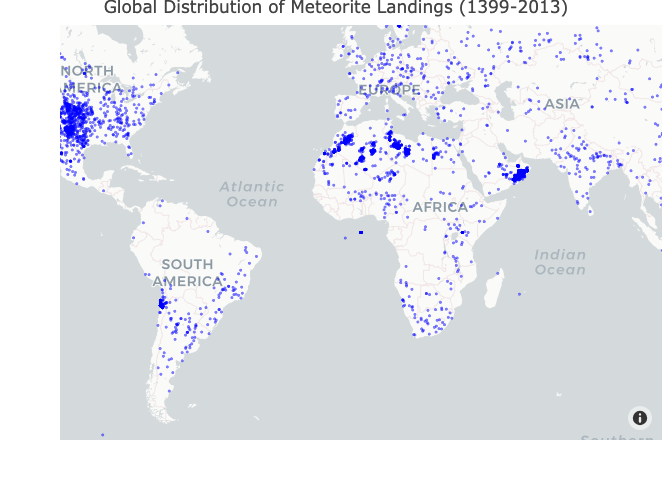 Global Distribution of Meteorite Landings (1399-2013)
NORTH
MERICA
EUROPE
ASIA
Atlantic
Ocean
AFRICA
Indian
Ocean
SOUTH
AMERICA
i
Southern